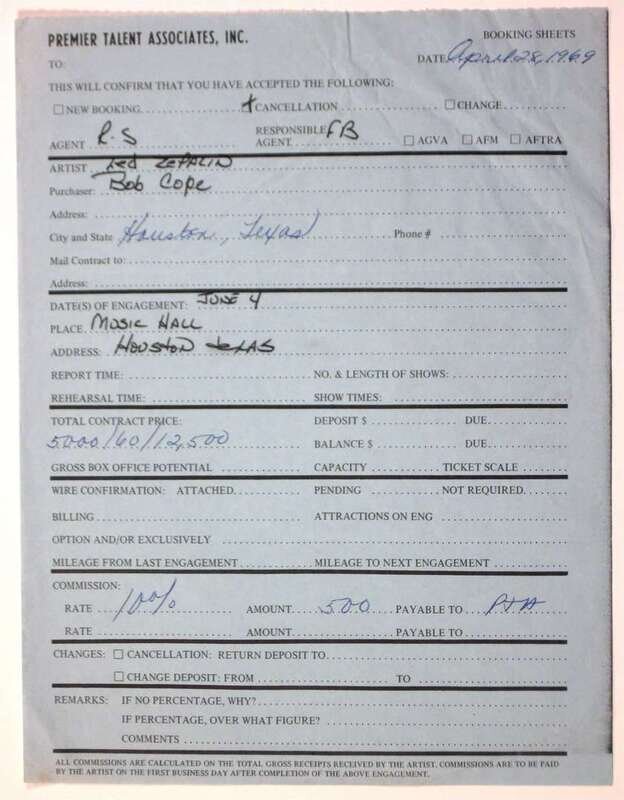 PREMIER TALENT ASSOCIATES, INC. BOOKING SHEETS
TO: DATE April 28, 1969
THIS WILL CONFIRM THAT YOU HAVE ACCEPTED THE FOLLOWING:
☐ NEW BOOKING X CANCELLATION ☐ CHANGE
AGENT R.S RESPONSIBLE AGENT FB ☐ AGVA ☐ AFM ☐ AFTRA
ARTIST Led ZEPPLIN
Purchaser: Bob Cope
Address:
City and State Houston, Texas Phone #
Mail Contract to:
Address:
DATE(S) OF ENGAGEMENT: JUNE 4
PLACE MUSIC HALL
ADDRESS: HOUSTON TEXAS
REPORT TIME: NO. & LENGTH OF SHOWS:
REHEARSAL TIME: SHOW TIMES:
TOTAL CONTRACT PRICE: DEPOSIT $ DUE
5000/60/12,500 BALANCE $ DUE
GROSS BOX OFFICE POTENTIAL CAPACITY TICKET SCALE
WIRE CONFIRMATION: ATTACHED PENDING NOT REQUIRED
BILLING ATTRACTIONS ON ENG
OPTION AND/OR EXCLUSIVELY
MILEAGE FROM LAST ENGAGEMENT MILEAGE TO NEXT ENGAGEMENT
COMMISSION:
RATE 10% AMOUNT 500 PAYABLE TO PTA
RATE AMOUNT PAYABLE TO
CHANGES: ☐ CANCELLATION: RETURN DEPOSIT TO
☐ CHANGE DEPOSIT: FROM TO
REMARKS: IF NO PERCENTAGE, WHY?
IF PERCENTAGE, OVER WHAT FIGURE?
COMMENTS
ALL COMMISSIONS ARE CALCULATED ON THE TOTAL GROSS RECEIPTS RECEIVED BY THE ARTIST. COMMISSIONS ARE TO BE PAID
BY THE ARTIST ON THE FIRST BUSINESS DAY AFTER COMPLETION OF THE ABOVE ENGAGEMENT.